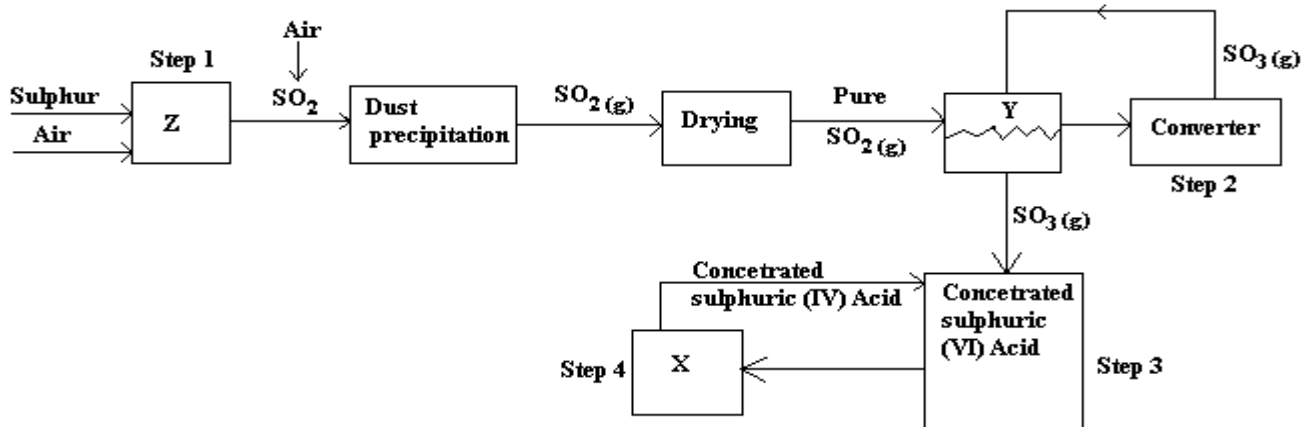 Step 1
Air
Sulphur
Air
Z
SO2
Dust
precipitation
SO2 (g)
Drying
Pure
SO2 (g)
Y
Converter
Step 2
SO3 (g)
SO3 (g)
Concetrated
sulphuric (IV) Acid
Concetrated
sulphuric
(VI) Acid
Step 3
Step 4
X